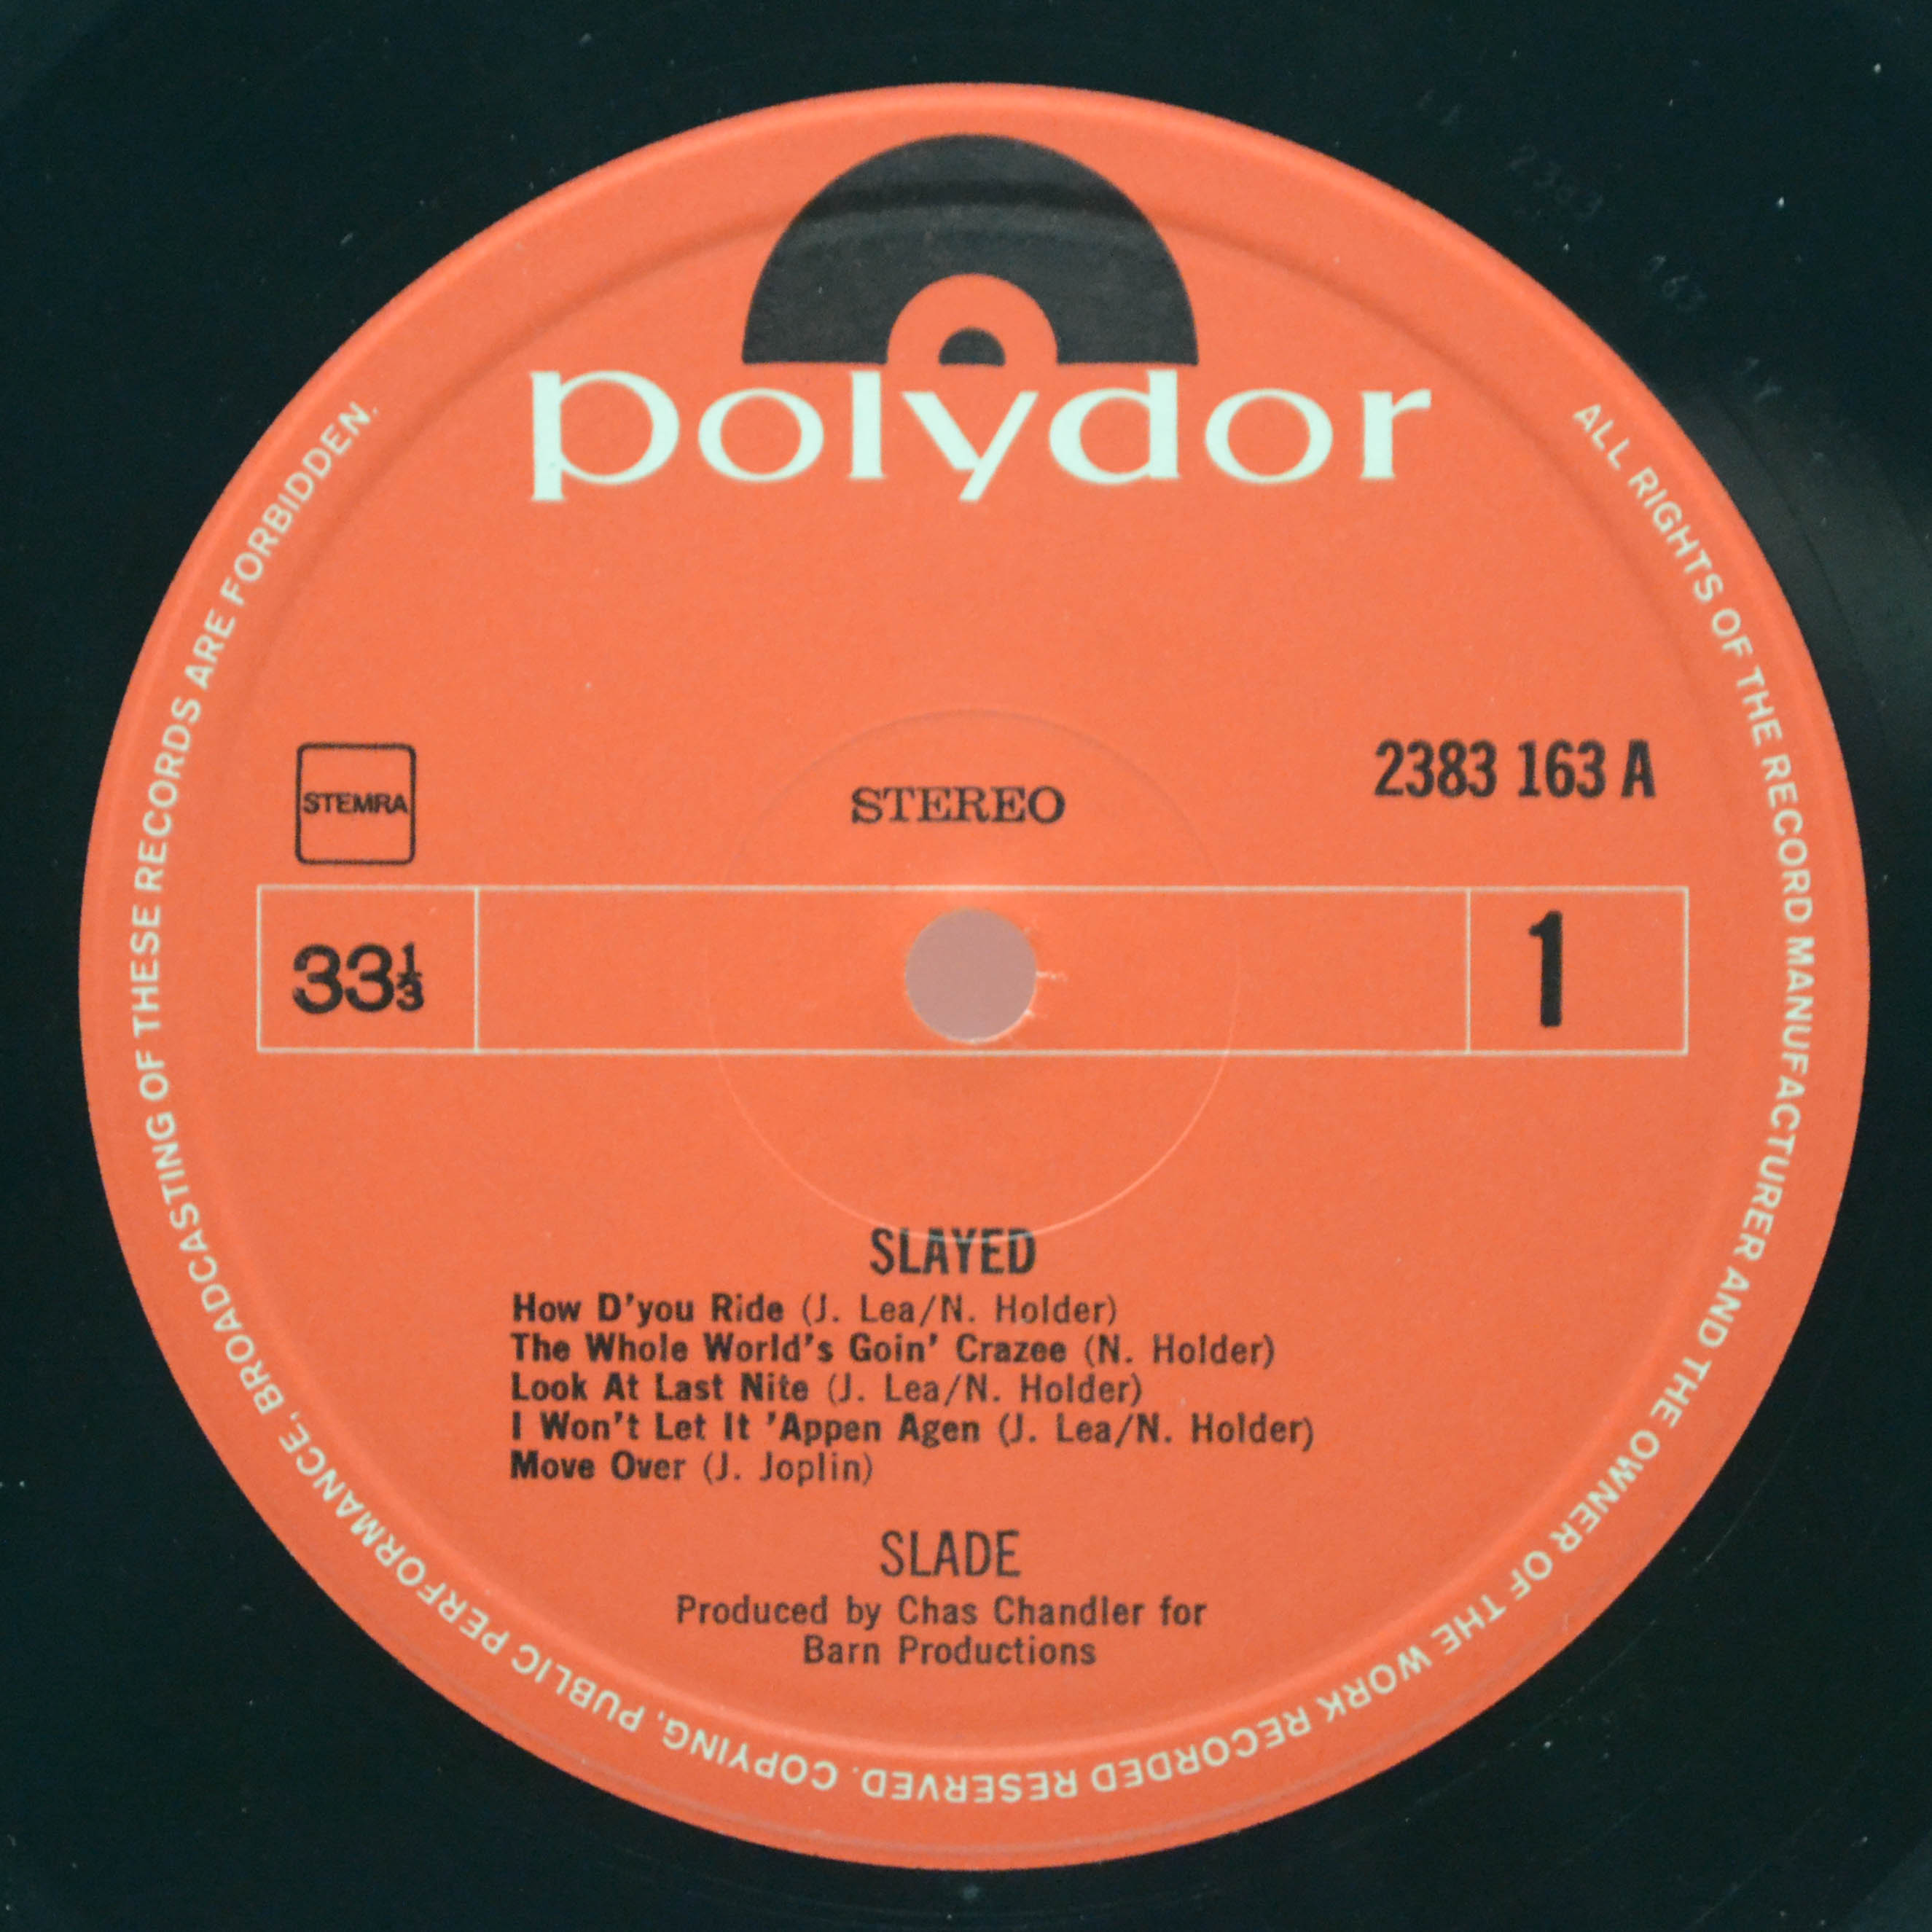 polydor
STEMRA
STEREO
2383 163 A
33⅓
1
SLAYED
How D'you Ride (J. Lea/N. Holder)
The Whole World's Goin' Crazee (N. Holder)
Look At Last Nite (J. Lea/N. Holder)
I Won't Let It 'Appen Agen (J. Lea/N. Holder)
Move Over (J. Joplin)
SLADE
Produced by Chas Chandler for
Barn Productions
ALL RIGHTS OF THE RECORD MANUFACTURER AND THE OWNER OF THE WORK RECORDED RESERVED. COPYING, PUBLIC PERFORMANCE, BROADCASTING OF THESE RECORDS ARE FORBIDDEN.
2383
163